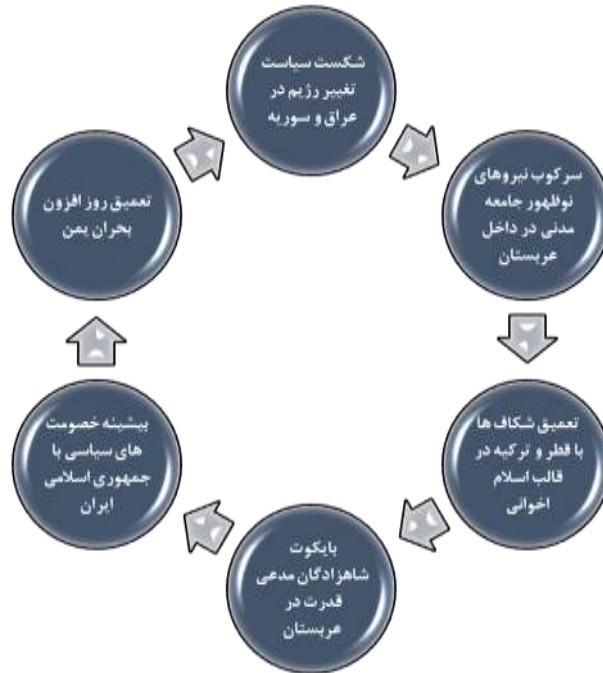 شکست سیاست
تغییر رژیم در
عراق و سوریه
سرکوب نیروهای
نوظهور جامعه
مدنی در داخل
عربستان
تعمیق شکاف ها
با قطر و ترکیه در
قالب اسلام
اخوانی
بایکوت
شاهزادگان مدعی
قدرت در
عربستان
بیشینه خصومت
های سیاسی با
جمهوری اسلامی
ایران
تعمیق روز افزون
بحران یمن